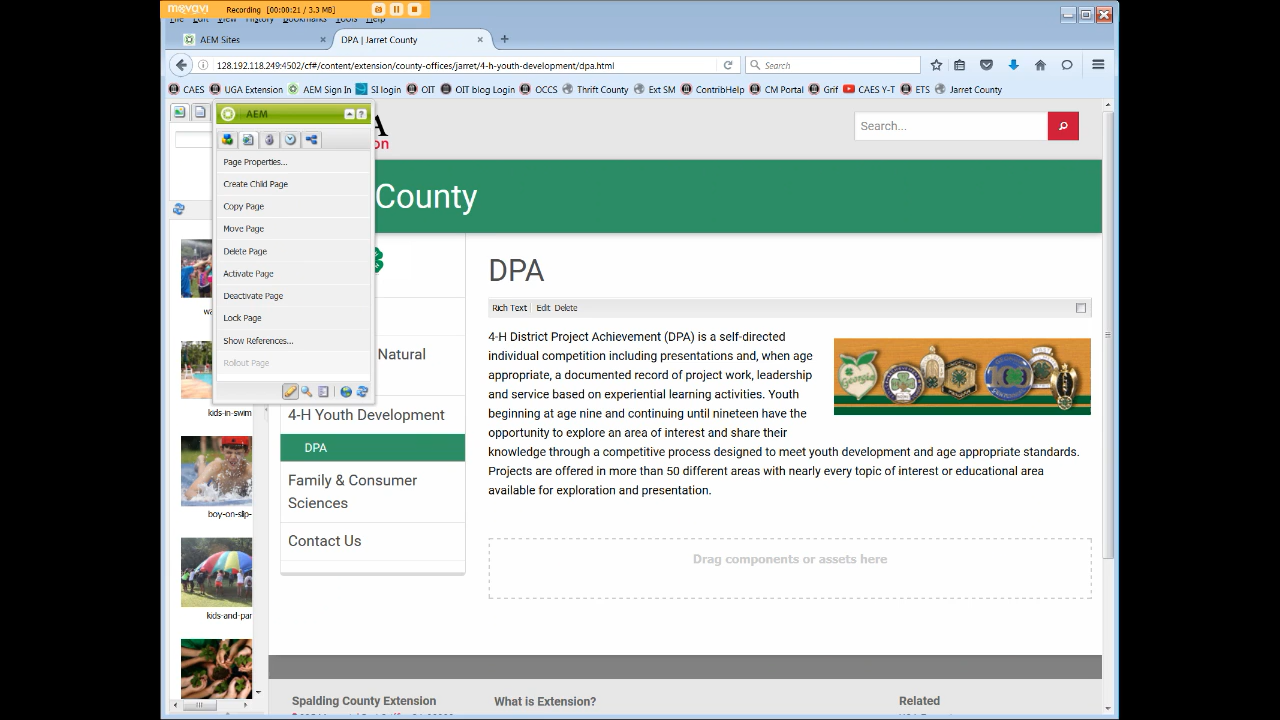 movavi
Recording [00:00:21 / 3.3 MB]
File Edit View History Bookmarks Tools Help
AEM Sites
DPA | Jarret County
128.192.118.249:4502/cf#/content/extension/county-offices/jarret/4-h-youth-development/dpa.html
Search
CAES
UGA Extension
AEM Sign In
SI login
OIT
OIT blog Login
OCCS
Thrift County
Ext SM
ContribHelp
CM Portal
Grif
CAES Y-T
ETS
Jarret County
AEM
Page Properties...
Create Child Page
Copy Page
Move Page
Delete Page
Activate Page
Deactivate Page
Lock Page
Show References...
Rollout Page
kids-in-swim
boy-on-slip-
kids-and-par
A
on
Search...
County
Natural
4-H Youth Development
DPA
Family & Consumer
Sciences
Contact Us
DPA
Rich Text Edit Delete
4-H District Project Achievement (DPA) is a self-directed
individual competition including presentations and, when age
appropriate, a documented record of project work, leadership
and service based on experiential learning activities. Youth
beginning at age nine and continuing until nineteen have the
opportunity to explore an area of interest and share their
knowledge through a competitive process designed to meet youth development and age appropriate standards.
Projects are offered in more than 50 different areas with nearly every topic of interest or educational area
available for exploration and presentation.
Georgia
Drag components or assets here
Spalding County Extension
What is Extension?
Related